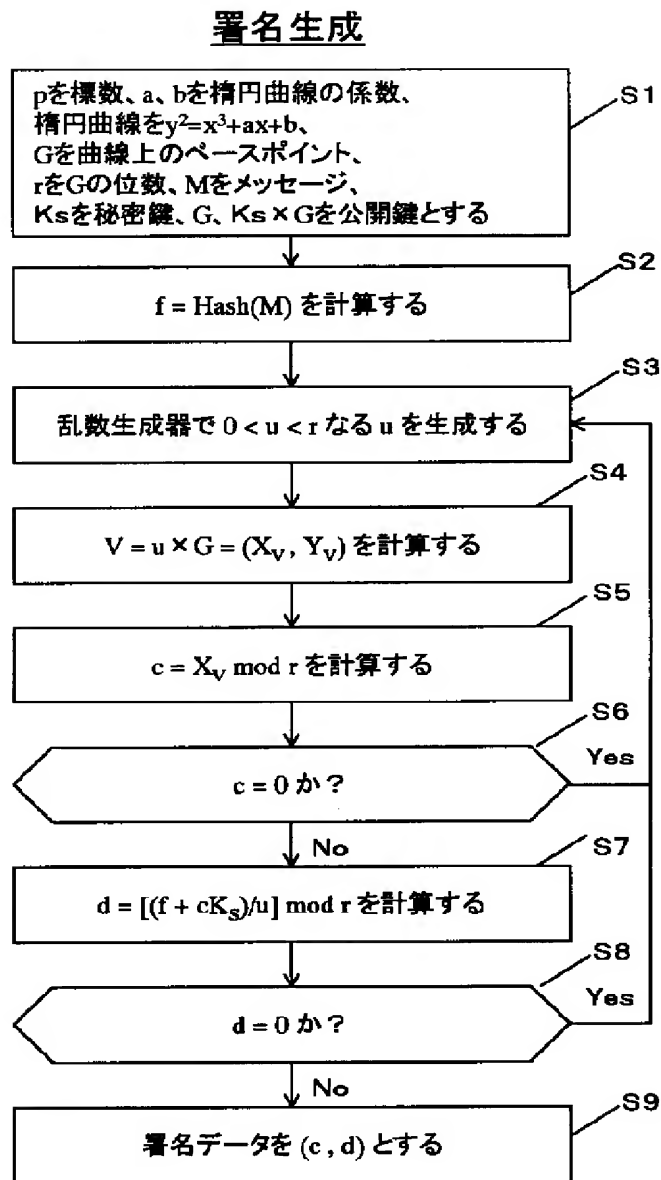 署名生成
pを標数、a、bを楕円曲線の係数、
楕円曲線をy²=x³+ax+b、
Gを曲線上のベースポイント、
rをGの位数、Mをメッセージ、
Ksを秘密鍵、G、Ks×Gを公開鍵とする
S1
f = Hash(M) を計算する
S2
乱数生成器で 0 < u < r なる u を生成する
S3
V = u × G = (X_V , Y_V) を計算する
S4
c = X_V mod r を計算する
S5
c = 0 か？
S6
Yes
No
d = [(f + cK_S)/u] mod r を計算する
S7
d = 0 か？
S8
Yes
No
署名データを (c , d) とする
S9